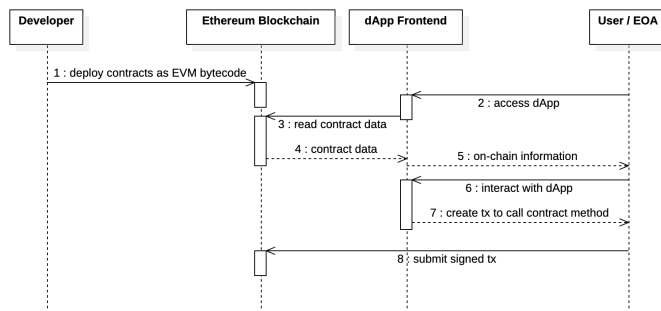 Developer
Ethereum Blockchain
dApp Frontend
User / EOA
1 : deploy contracts as EVM bytecode
2 : access dApp
3 : read contract data
4 : contract data
5 : on-chain information
6 : interact with dApp
7 : create tx to call contract method
8 : submit signed tx